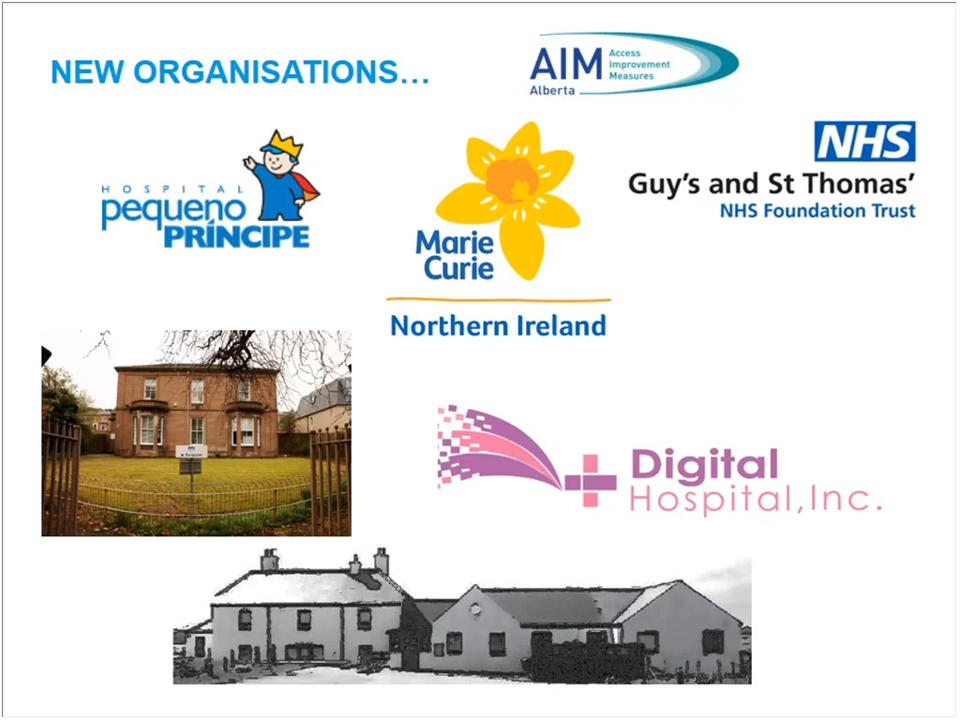 NEW ORGANISATIONS…
AIM
Access
Improvement
Measures
Alberta
HOSPITAL
pequeno
PRÍNCIPE
Marie
Curie
Northern Ireland
NHS
Guy's and St Thomas'
NHS Foundation Trust
Digital
Hospital,Inc.